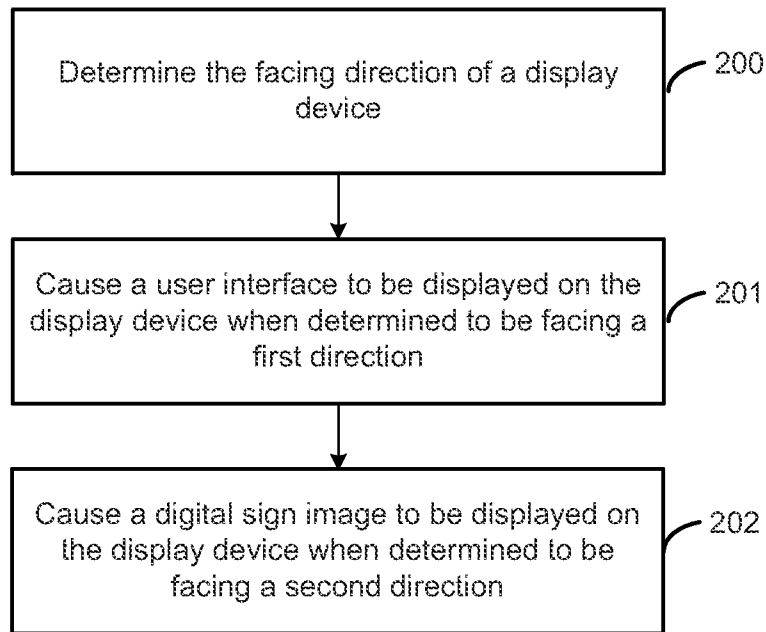 Determine the facing direction of a display
device
200
Cause a user interface to be displayed on the
display device when determined to be facing a
first direction
201
Cause a digital sign image to be displayed on
the display device when determined to be
facing a second direction
202